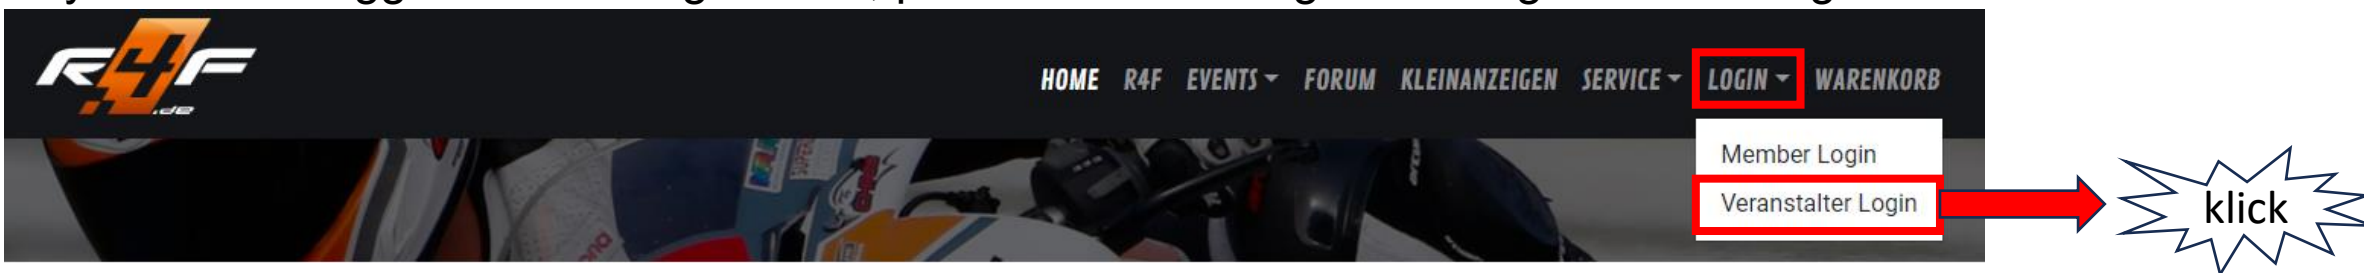 R4F
.de
HOME R4F EVENTS FORUM KLEINANZEIGEN SERVICE LOGIN WARENKORB
Member Login
Veranstalter Login
klick